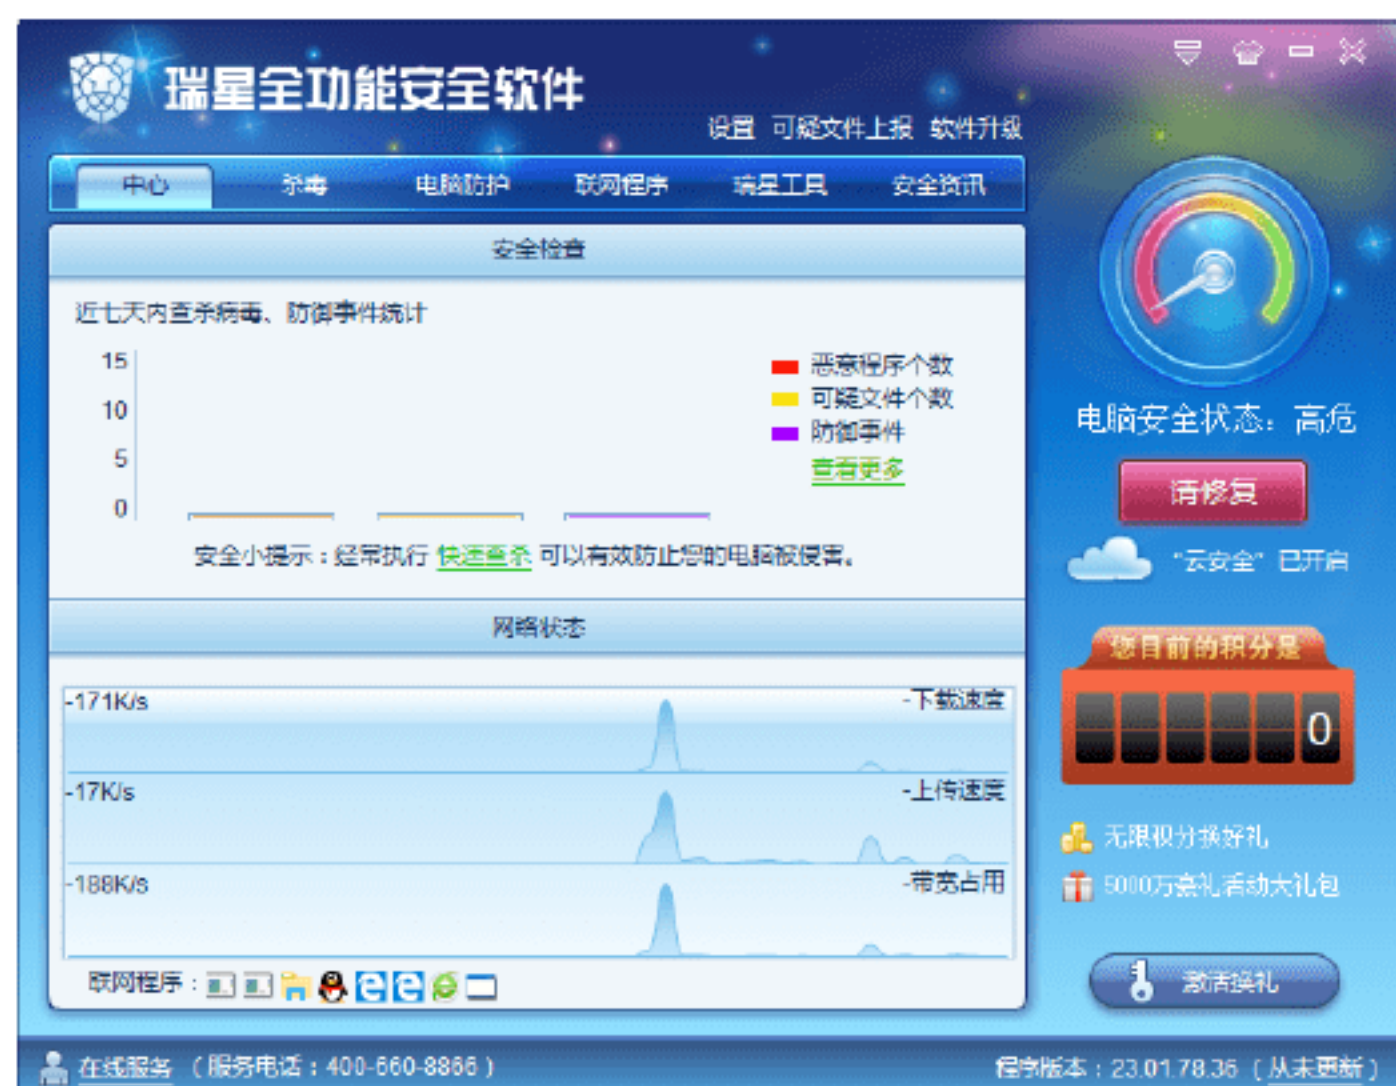 瑞星全功能安全软件
设置 可疑文件上报 软件升级
中心 杀毒 电脑防护 联网程序 瑞星工具 安全资讯
安全检查
近七天内查杀病毒、防御事件统计
15
10
5
0
恶意程序个数
可疑文件个数
防御事件
查看更多
安全小提示：经常执行 快速查杀 可以有效防止您的电脑被侵害。
网络状态
-171K/s -下载速度
-17K/s -上传速度
-188K/s -带宽占用
联网程序：
电脑安全状态：高危
请修复
“云安全”已开启
您目前的积分是
0
无限积分换好礼
5000万豪礼活动大礼包
激活换礼
在线服务 （服务电话：400-660-8866）
程序版本：23.01.78.36（从未更新）